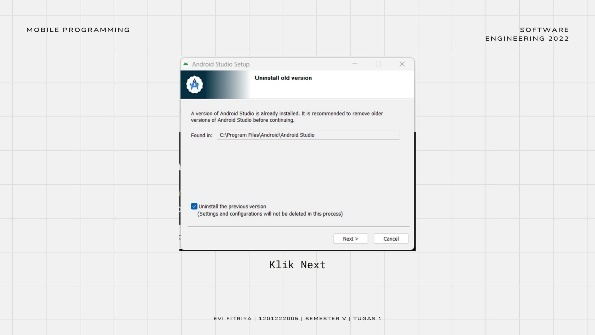 MOBILE PROGRAMMING
SOFTWARE
ENGINEERING 2022
Android Studio Setup
Uninstall old version
A version of Android Studio is already installed. It is recommended to remove older
versions of Android Studio before continuing.
Found in: C:\Program Files\Android\Android Studio
Uninstall the previous version
(Settings and configurations will not be deleted in this process)
Next > Cancel
Klik Next
EVI FITRIYA | 1201222005 | SEMESTER V | TUGAS 1